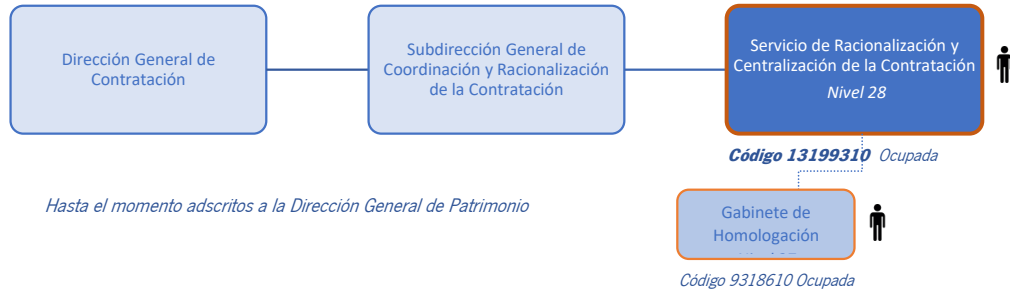 Dirección General de
Contratación
Subdirección General de
Coordinación y Racionalización
de la Contratación
Servicio de Racionalización y
Centralización de la Contratación
Nivel 28
Código 13199310 Ocupada
Hasta el momento adscritos a la Dirección General de Patrimonio
Gabinete de
Homologación
Código 9318610 Ocupada